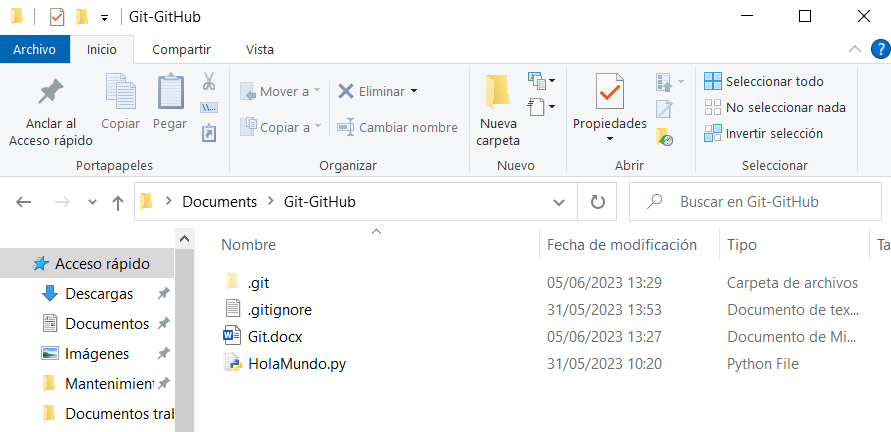 Git-GitHub
Archivo Inicio Compartir Vista
Anclar al Acceso rápido
Copiar
Pegar
Mover a
Copiar a
Eliminar
Cambiar nombre
Nueva carpeta
Propiedades
Seleccionar todo
No seleccionar nada
Invertir selección
Portapapeles Organizar Nuevo Abrir Seleccionar
Documents > Git-GitHub
Buscar en Git-GitHub
Nombre Fecha de modificación Tipo Ta
Acceso rápido
Descargas
Documentos
Imágenes
Mantenimien
Documentos trab
.git 05/06/2023 13:29 Carpeta de archivos
.gitignore 31/05/2023 13:53 Documento de tex...
Git.docx 05/06/2023 13:27 Documento de Mi...
HolaMundo.py 31/05/2023 10:20 Python File